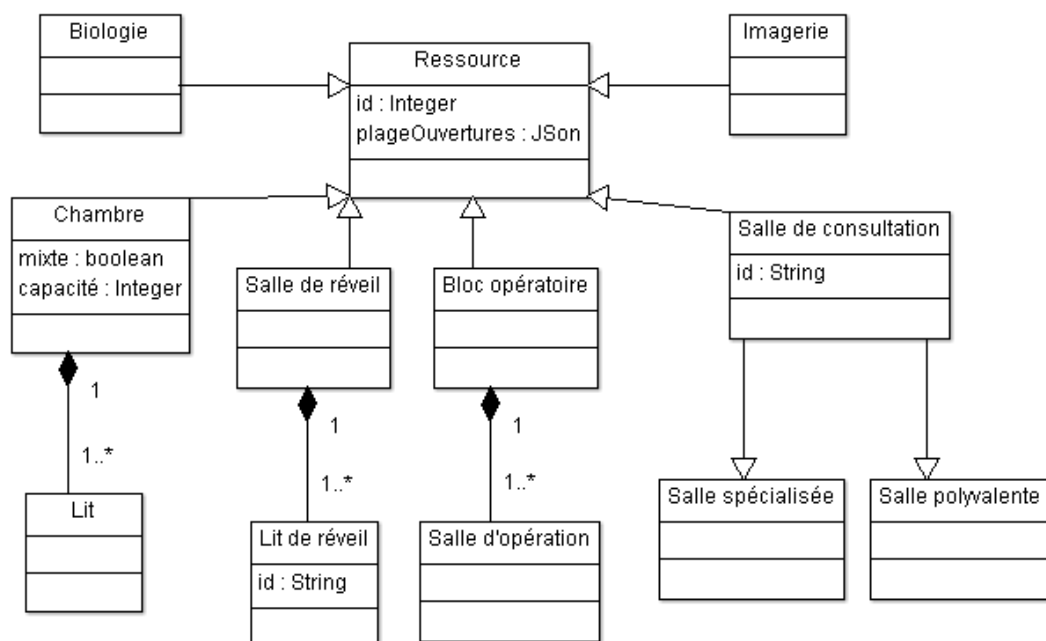 Biologie
Ressource
id : Integer
plageOuvertures : JSon
Imagerie
Chambre
mixte : boolean
capacité : Integer
Salle de réveil
Bloc opératoire
Salle de consultation
id : String
1
1..*
1
1..*
1
1..*
Lit
Lit de réveil
id : String
Salle d'opération
Salle spécialisée
Salle polyvalente